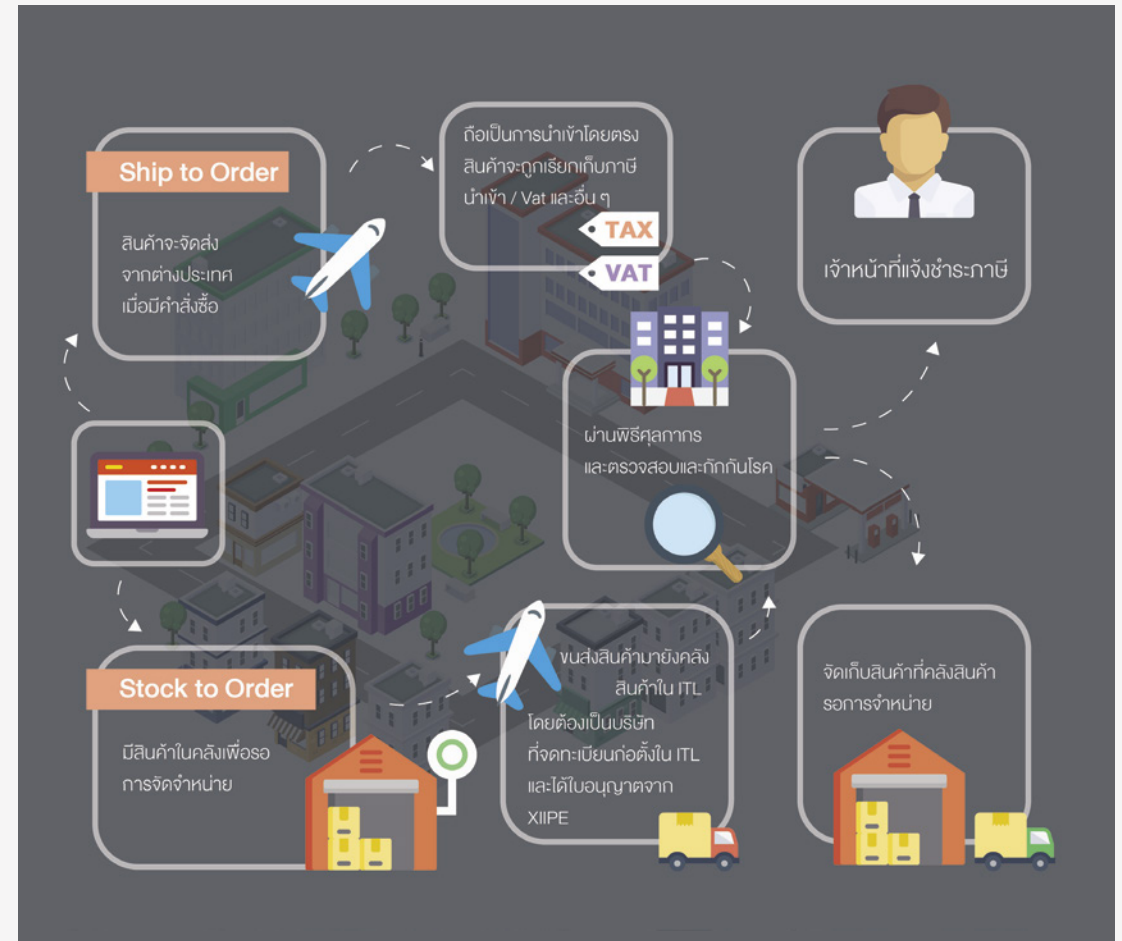 Ship to Order
สินค้าจะจัดส่ง
จากต่างประเทศ
เมื่อมีคำสั่งซื้อ
ถือเป็นการนำเข้าโดยตรง
สินค้าจะถูกเรียกเก็บภาษี
นำเข้า / Vat และอื่น ๆ
TAX
VAT
เจ้าหน้าที่แจ้งชำระภาษี
ผ่านพิธีศุลกากร
และตรวจสอบและกักกันโรค
Stock to Order
มีสินค้าในคลังเพื่อรอ
การจัดจำหน่าย
ขนส่งสินค้ามายังคลัง
สินค้าใน ITL
โดยต้องเป็นบริษัท
ที่จดทะเบียนก่อตั้งใน ITL
และได้ใบอนุญาตจาก
XIIPE
จัดเก็บสินค้าที่คลังสินค้า
รอการจำหน่าย